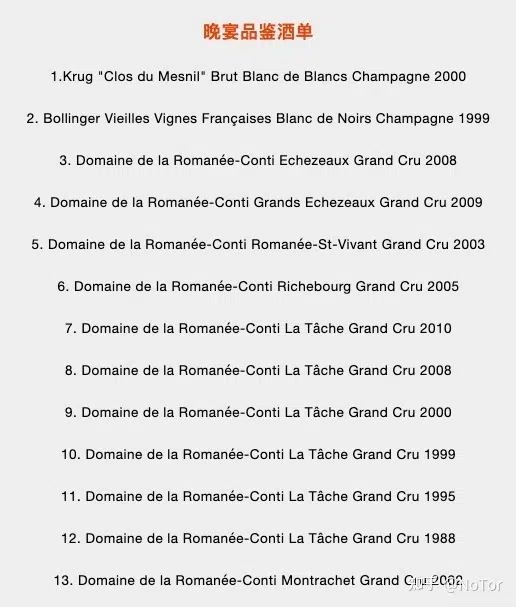 晚宴品鉴酒单
1.Krug "Clos du Mesnil" Brut Blanc de Blancs Champagne 2000
2. Bollinger Vieilles Vignes Françaises Blanc de Noirs Champagne 1999
3. Domaine de la Romanée-Conti Echezeaux Grand Cru 2008
4. Domaine de la Romanée-Conti Grands Echezeaux Grand Cru 2009
5. Domaine de la Romanée-Conti Romanée-St-Vivant Grand Cru 2003
6. Domaine de la Romanée-Conti Richebourg Grand Cru 2005
7. Domaine de la Romanée-Conti La Tâche Grand Cru 2010
8. Domaine de la Romanée-Conti La Tâche Grand Cru 2008
9. Domaine de la Romanée-Conti La Tâche Grand Cru 2000
10. Domaine de la Romanée-Conti La Tâche Grand Cru 1999
11. Domaine de la Romanée-Conti La Tâche Grand Cru 1995
12. Domaine de la Romanée-Conti La Tâche Grand Cru 1988
13. Domaine de la Romanée-Conti Montrachet Grand Cru 2002
知乎 @NoTor